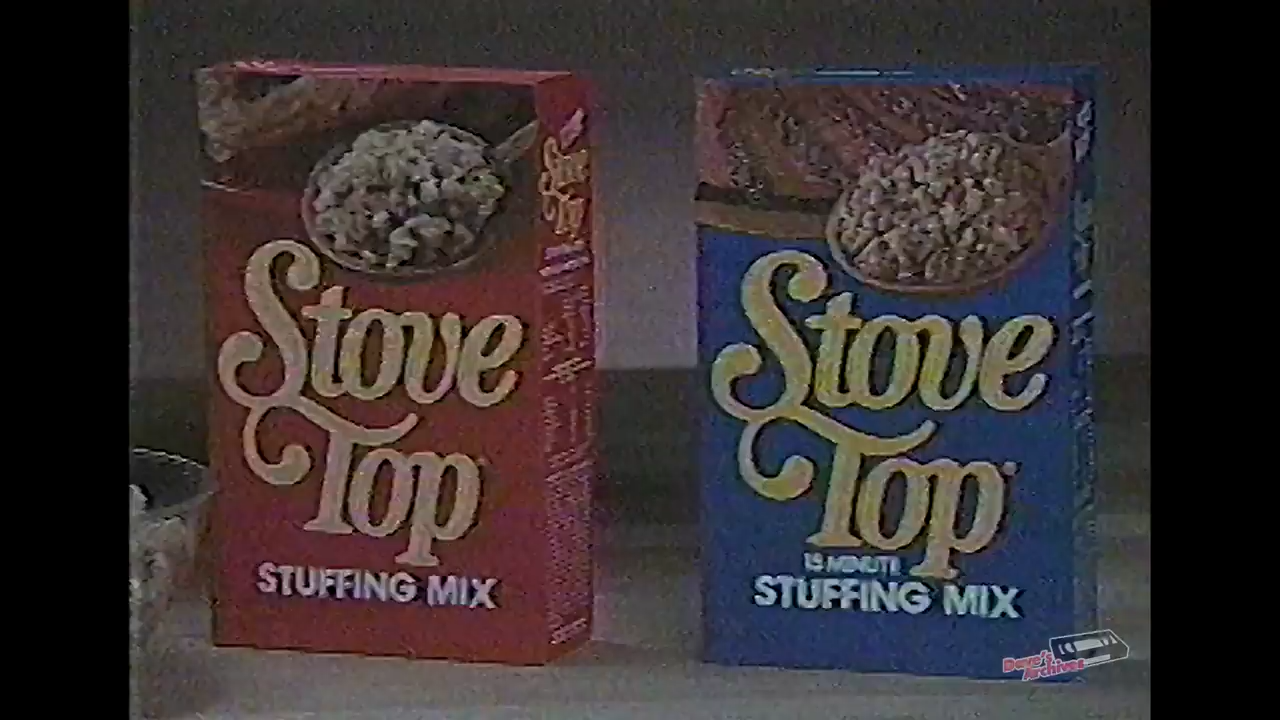 Stove
Top
STUFFING MIX
Stove
Top
15 MINUTE
STUFFING MIX
Dave's
Archives